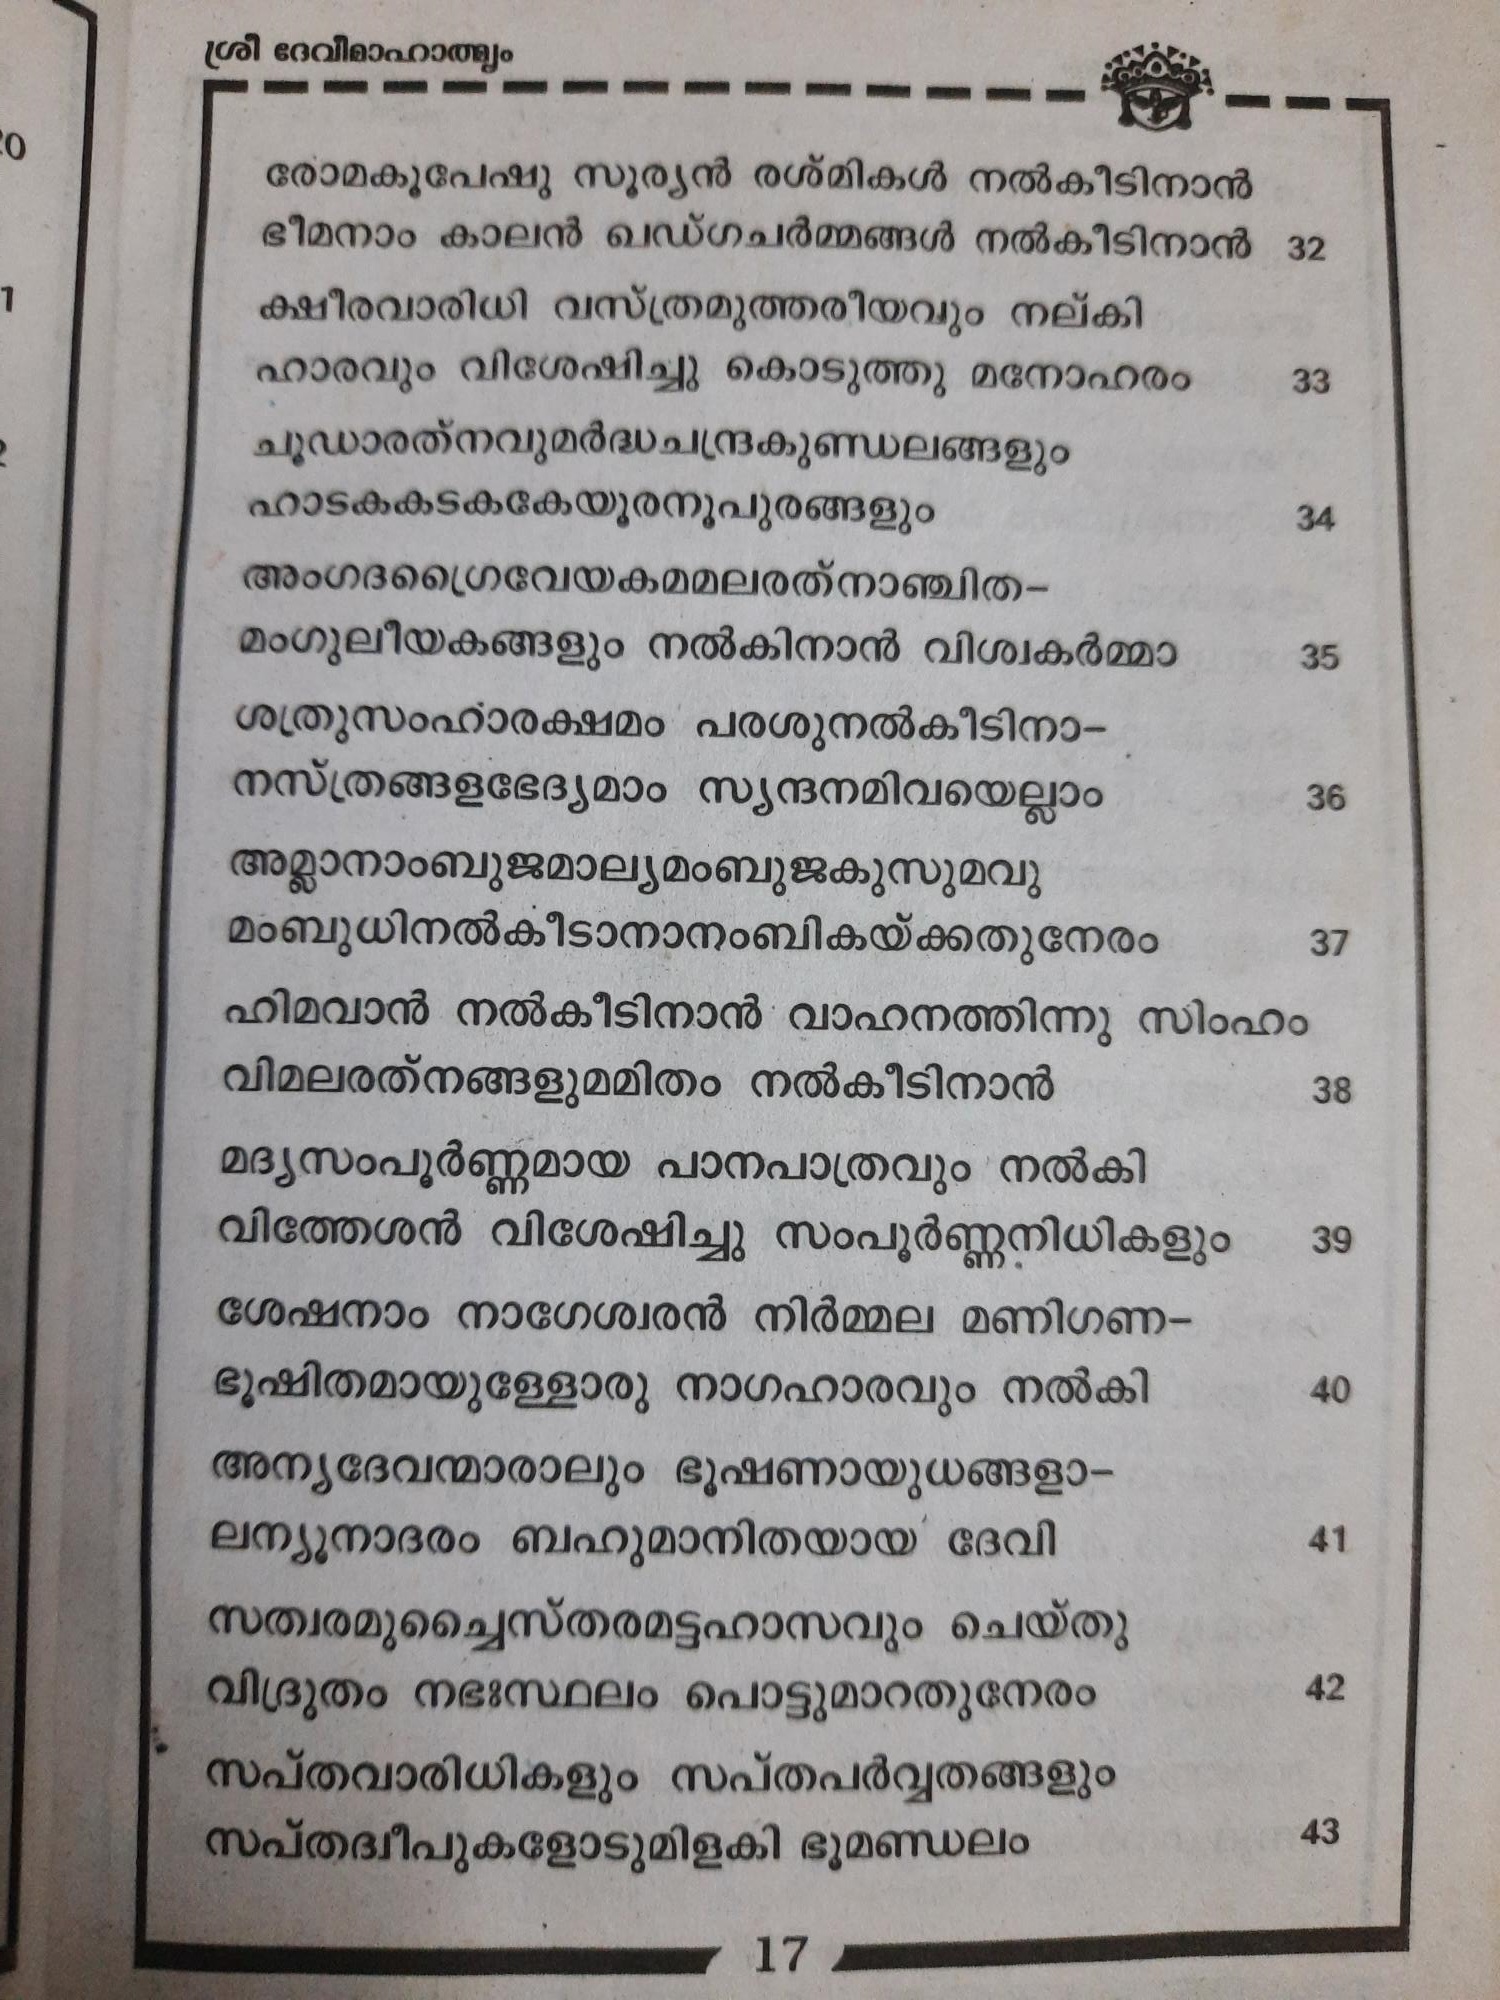 ശ്രീ ദേവീമാഹാത്മ്യം
രോമകൂപേഷു സൂര്യൻ രശ്മികൾ നൽകീടിനാൻ
ഭീമനാം കാലൻ ഖഡ്ഗചർമ്മങ്ങൾ നൽകീടിനാൻ 32
ക്ഷീരവാരിധി വസ്ത്രമുത്തരീയവും നല്കി
ഹാരവും വിശേഷിച്ചു കൊടുത്തു മനോഹരം 33
ചൂഡാരത്നവുമർദ്ധചന്ദ്രകുണ്ഡലങ്ങളും
ഹാടകകടകകേയൂരനൂപുരങ്ങളും 34
അംഗദഗ്രൈവേയകമമലരത്നാഞ്ചിത-
മംഗുലീയകങ്ങളും നൽകിനാൻ വിശ്വകർമ്മാ 35
ശത്രുസംഹാരക്ഷമം പരശുനൽകീടിനാ-
നസ്ത്രങ്ങളഭേദ്യമാം സ്യന്ദനമിവയെല്ലാം 36
അമ്ലാനാംബുജമാല്യമംബുജകുസുമവു
മംബുധിനൽകീടാനാനംബികയ്ക്കതുനേരം 37
ഹിമവാൻ നൽകീടിനാൻ വാഹനത്തിന്നു സിംഹം
വിമലരത്നങ്ങളുമമിതം നൽകീടിനാൻ 38
മദ്യസംപൂർണ്ണമായ പാനപാത്രവും നൽകി
വിത്തേശൻ വിശേഷിച്ചു സംപൂർണ്ണനിധികളും 39
ശേഷനാം നാഗേശ്വരൻ നിർമ്മല മണിഗണ-
ഭൂഷിതമായുള്ളോരു നാഗഹാരവും നൽകി 40
അന്യദേവന്മാരാലും ഭൂഷണായുധങ്ങളാ-
ലന്യൂനാദരം ബഹുമാനിതയായ ദേവി 41
സത്വരമുച്ചൈസ്തരമട്ടഹാസവും ചെയ്തു
വിദ്രുതം നഭഃസ്ഥലം പൊട്ടുമാറതുനേരം 42
സപ്തവാരിധികളും സപ്തപർവ്വതങ്ങളും
സപ്തദ്വീപുകളോടുമിളകി ഭൂമണ്ഡലം 43
17